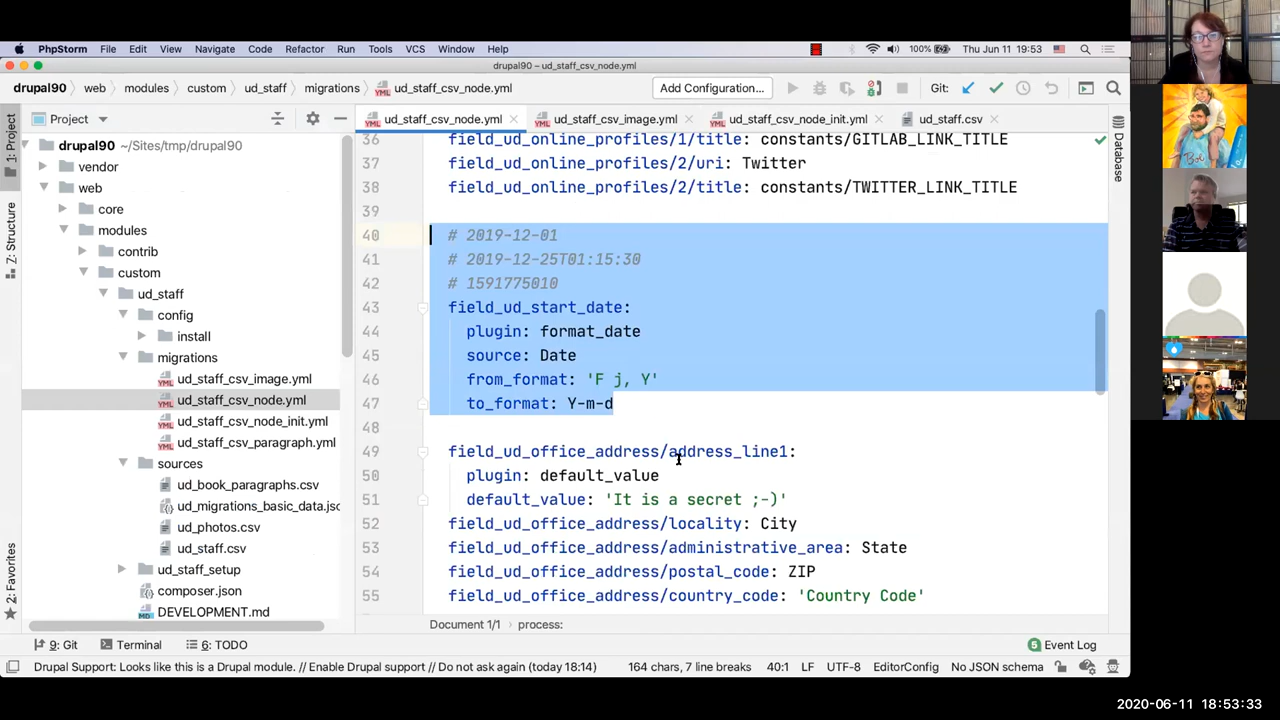 PhpStorm File Edit View Navigate Code Refactor Run Tools VCS Window Help 100% Thu Jun 11 19:53
drupal90 – ud_staff_csv_node.yml
drupal90 web modules custom ud_staff migrations ud_staff_csv_node.yml Add Configuration... Git:
Project
ud_staff_csv_node.yml ud_staff_csv_image.yml ud_staff_csv_node_init.yml ud_staff.csv
1: Project
Z: Structure
2: Favorites
drupal90 ~/Sites/tmp/drupal90
vendor
web
core
modules
contrib
custom
ud_staff
config
install
migrations
ud_staff_csv_image.yml
ud_staff_csv_node.yml
ud_staff_csv_node_init.yml
ud_staff_csv_paragraph.yml
sources
ud_book_paragraphs.csv
ud_migrations_basic_data.jsc
ud_photos.csv
ud_staff.csv
ud_staff_setup
composer.json
DEVELOPMENT.md
36 field_ud_online_profiles/1/title: constants/GITLAB_LINK_TITLE
37 field_ud_online_profiles/2/uri: Twitter
38 field_ud_online_profiles/2/title: constants/TWITTER_LINK_TITLE
39
40 # 2019-12-01
41 # 2019-12-25T01:15:30
42 # 1591775010
43 field_ud_start_date:
44 plugin: format_date
45 source: Date
46 from_format: 'F j, Y'
47 to_format: Y-m-d
48
49 field_ud_office_address/address_line1:
50 plugin: default_value
51 default_value: 'It is a secret ;-)'
52 field_ud_office_address/locality: City
53 field_ud_office_address/administrative_area: State
54 field_ud_office_address/postal_code: ZIP
55 field_ud_office_address/country_code: 'Country Code'
Database
Document 1/1 process:
9: Git Terminal 6: TODO 5 Event Log
Drupal Support: Looks like this is a Drupal module. // Enable Drupal support // Do not ask again (today 18:14) 164 chars, 7 line breaks 40:1 LF UTF-8 EditorConfig No JSON schema
2020-06-11 18:53:33